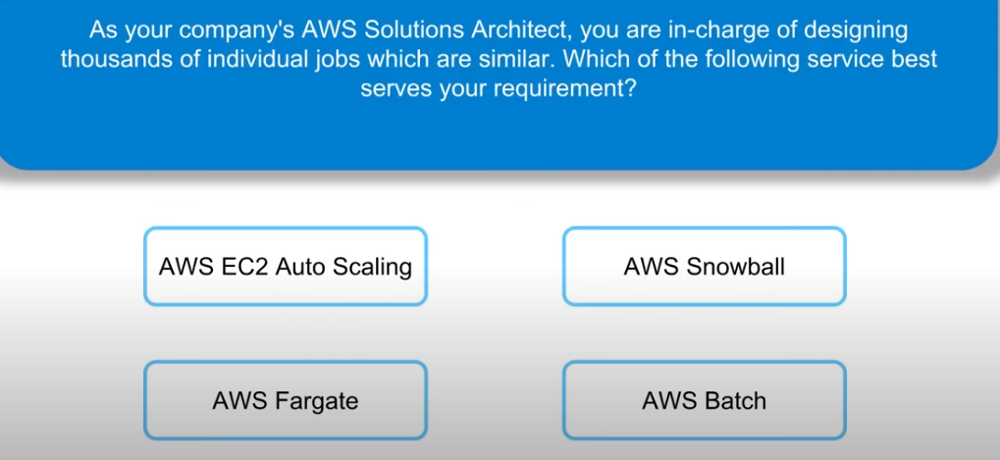 As your company's AWS Solutions Architect, you are in-charge of designing
thousands of individual jobs which are similar. Which of the following service best
serves your requirement?
AWS EC2 Auto Scaling
AWS Snowball
AWS Fargate
AWS Batch